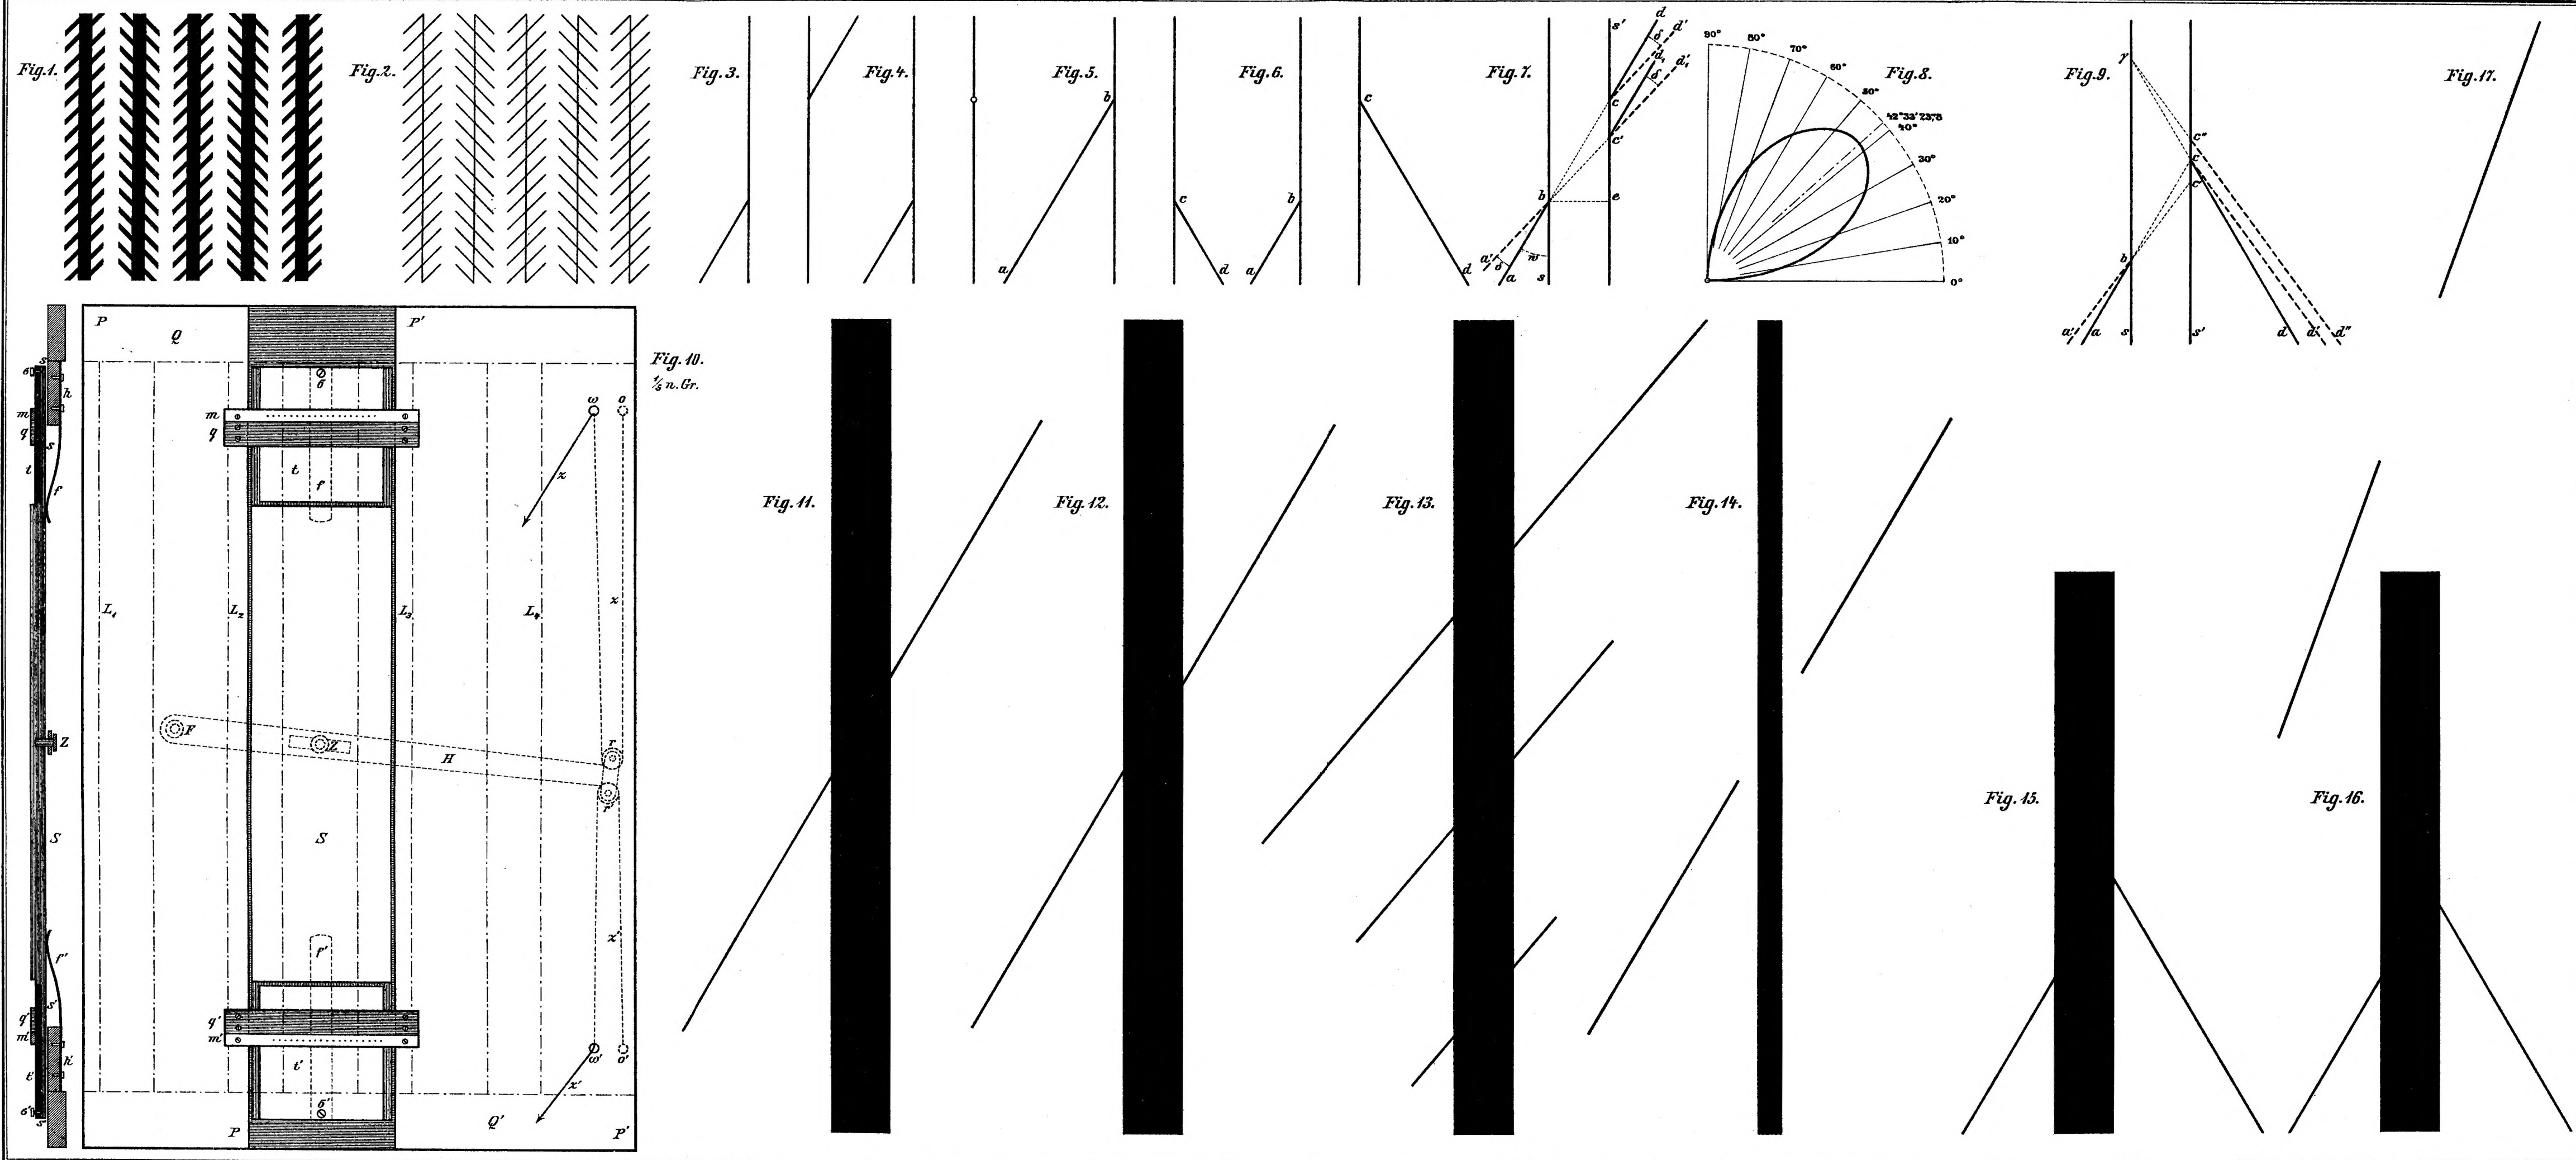 Fig. 1.
Fig. 2.
Fig. 3.
Fig. 4.
Fig. 5.
b
a
Fig. 6.
c
d
b
a
c
d
Fig. 7.
s'
d
d'
δ
d₁
d₁'
δ
c
c'
b
e
a'
δ
a
w
s
Fig. 8.
90°
80°
70°
60°
50°
42°33'23",8
40°
30°
20°
10°
0°
Fig. 9.
γ
c"
c
c'
b
a'
a
s
s'
d
d'
d"
Fig. 17.
s
σ
h
m
q
s
t
f
Z
S
f'
s'
q'
m'
h'
t'
σ'
s'
P
Q
P'
σ
m
q
t
f
ω
o
z
L₁
L₂
L₃
L₄
z
F
Z
H
r
r'
S
z'
f'
q'
m'
t'
ω'
o'
z'
σ'
P
Q'
P'
Fig. 10.
⅕ n. Gr.
Fig. 11.
Fig. 12.
Fig. 13.
Fig. 14.
Fig. 15.
Fig. 16.